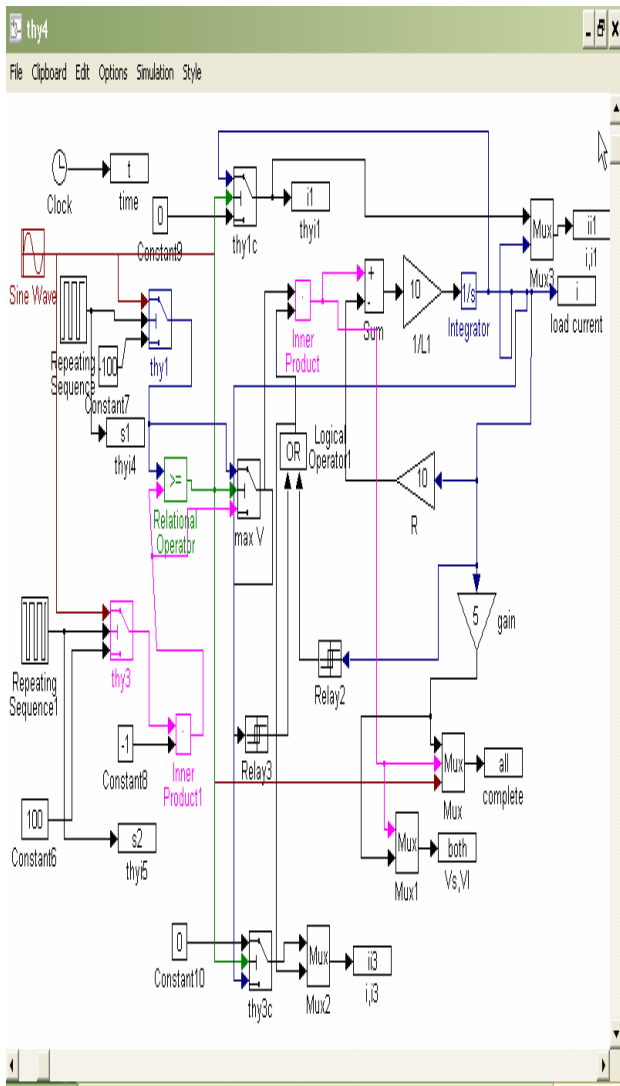 thy4
File Clipboard Edit Options Simulation Style
Clock
t
time
0
Constant9
thy1c
i1
thyi1
Mux
Mux3
ii1
i,i1
Sine Wave
Repeating
Sequence
-100
Constant7
thy1
s1
thyi4
Inner
Product
+
-
Sum
10
1/L1
1/s
Integrator
i
load current
>=
Relational
Operator
max V
OR
Logical
Operator1
10
R
5
gain
Repeating
Sequence1
thy3
-1
Constant8
Inner
Product1
Relay2
Relay3
Mux
Mux
all
complete
100
Constant6
s2
thyi5
Mux
Mux1
both
Vs,Vl
0
Constant10
thy3c
Mux
Mux2
ii3
i,i3